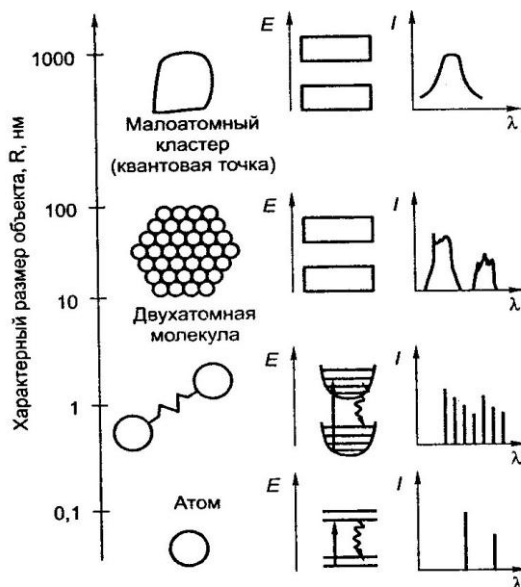 Характерный размер объекта, R, нм
1000
100
10
1
0,1
Малоатомный
кластер
(квантовая точка)
Двухатомная
молекула
Атом
E
I
λ
E
I
λ
E
I
λ
E
I
λ